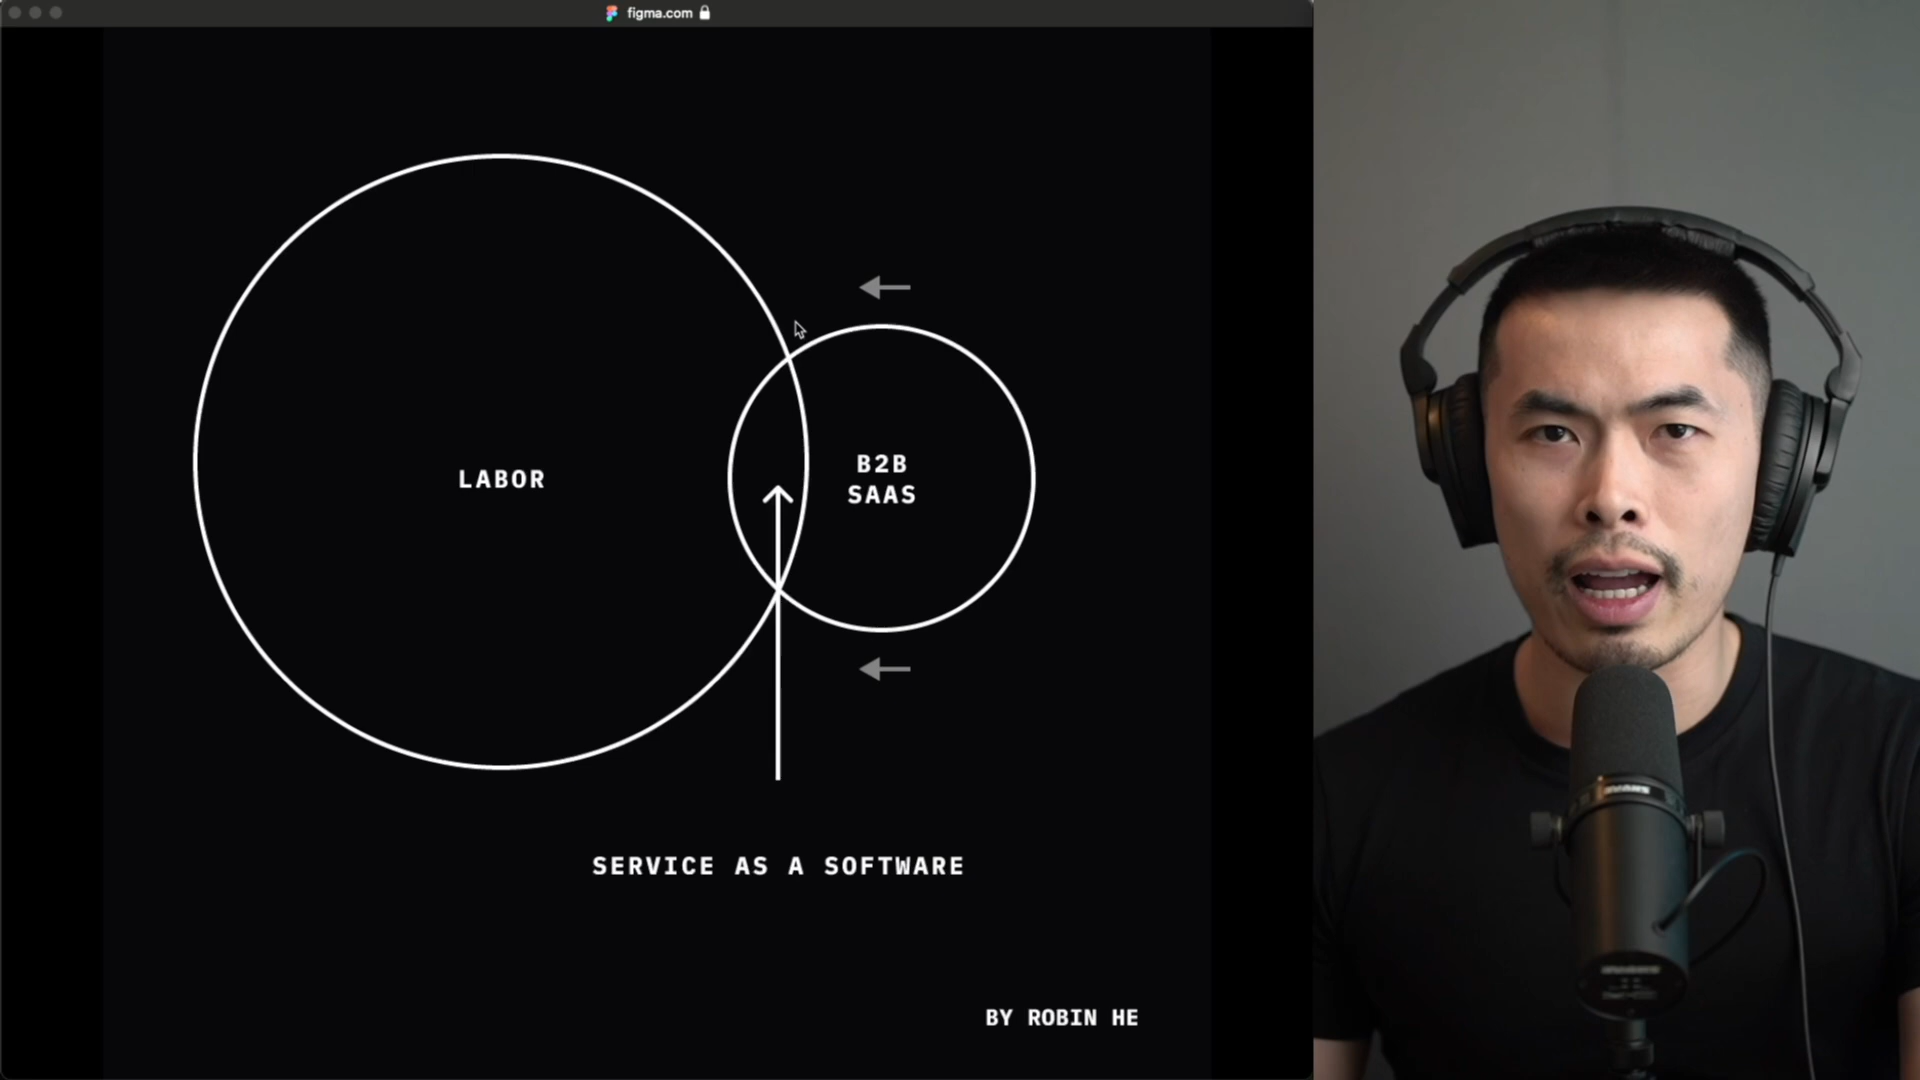 figma.com
LABOR
B2B
SAAS
SERVICE AS A SOFTWARE
BY ROBIN HE